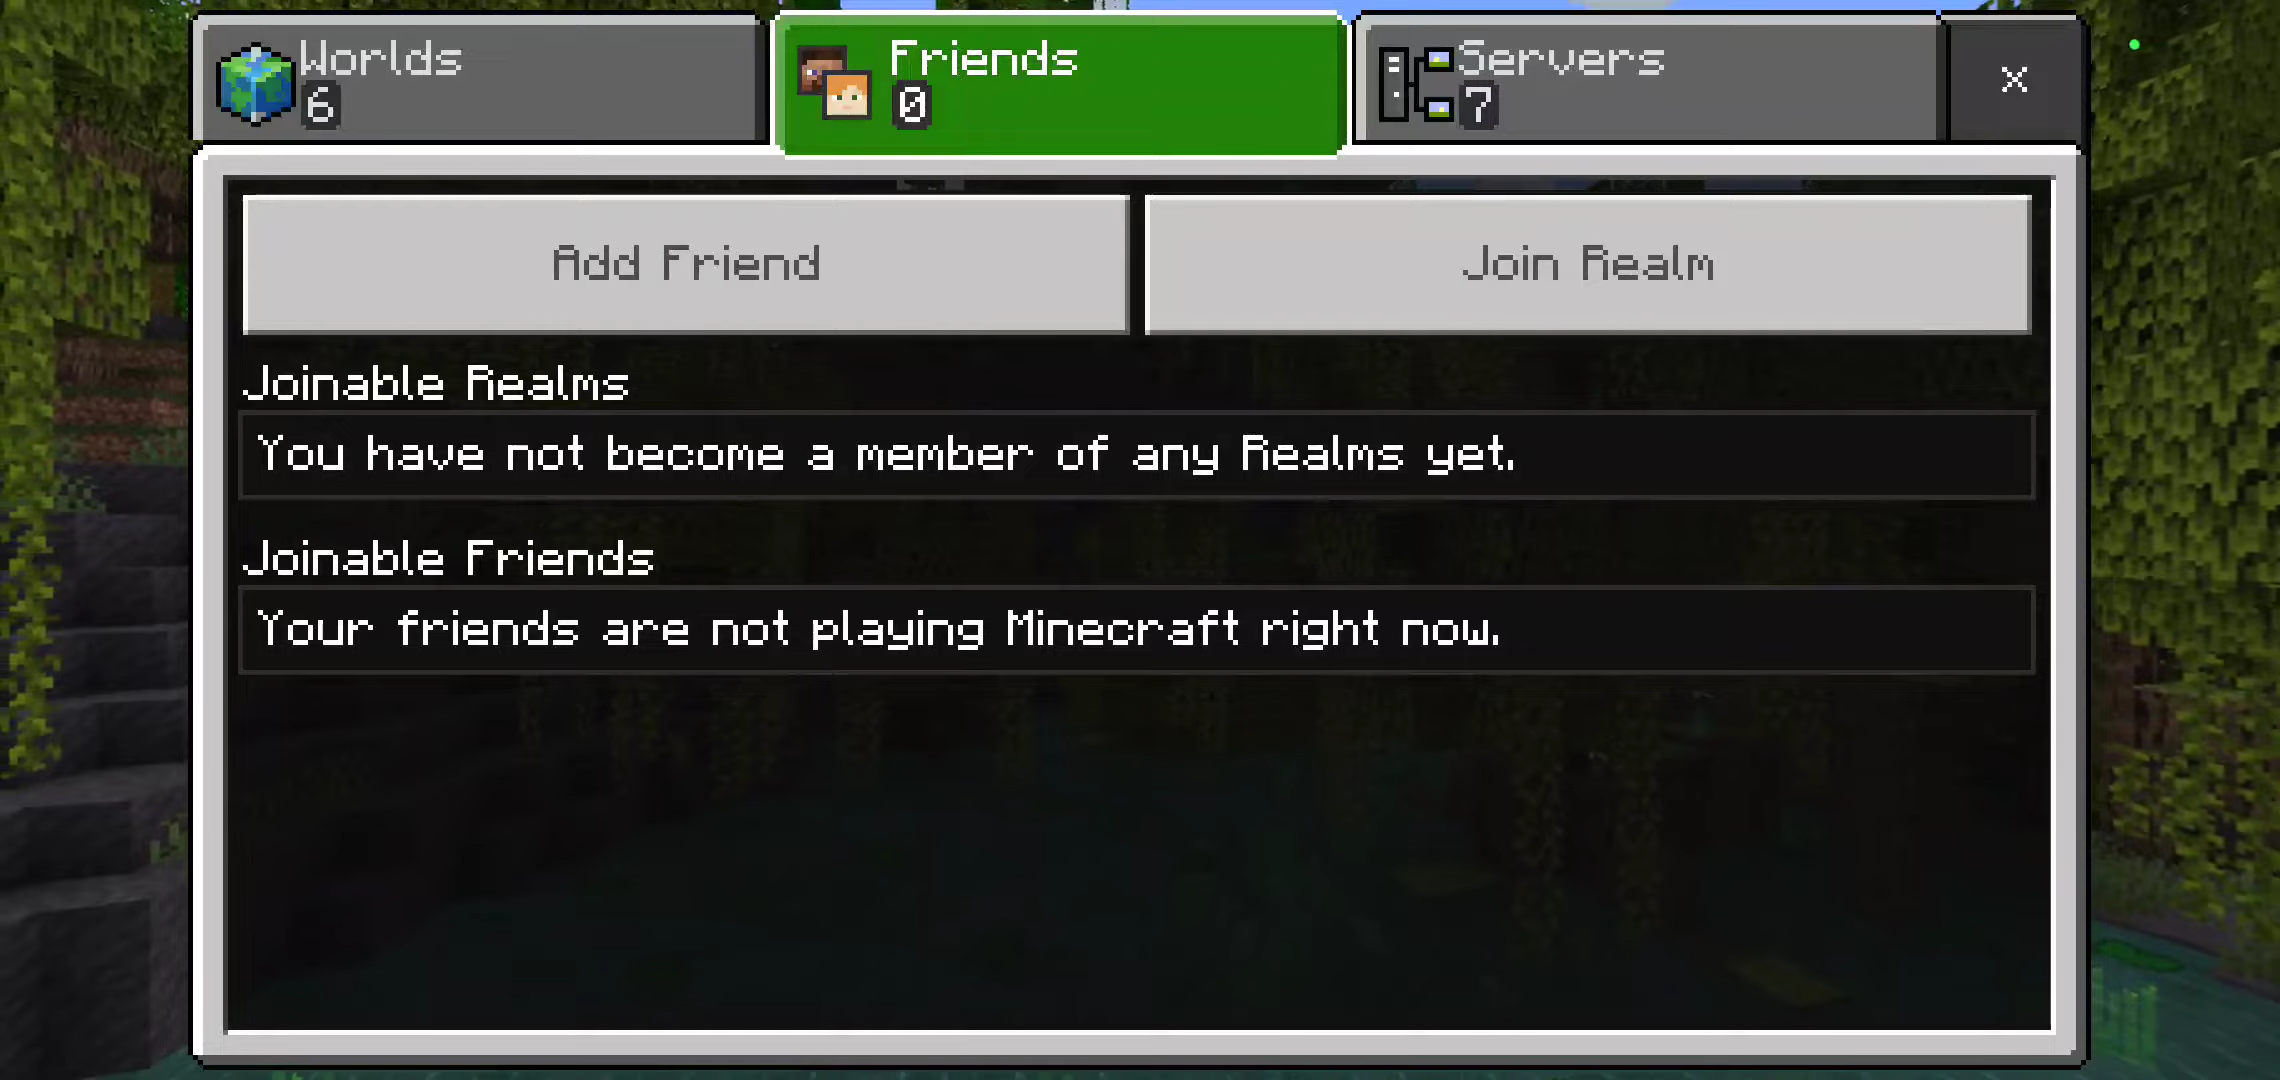 Worlds
6
Friends
0
Servers
7
Add Friend
Join Realm
Joinable Realms
You have not become a member of any Realms yet.
Joinable Friends
Your friends are not playing Minecraft right now.